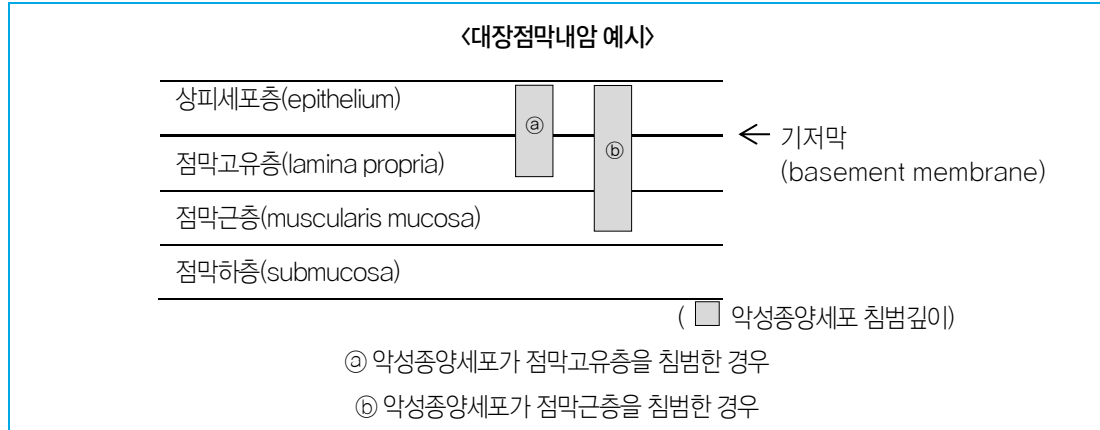 <대장점막내암 예시>
상피세포층(epithelium)
ⓐ
기저막
ⓑ
점막고유층(lamina propria)
(basement membrane)
점막근층(muscularis mucosa)
점막하층(submucosa)
( 악성종양세포 침범깊이)
ⓐ 악성종양세포가 점막고유층을 침범한 경우
ⓑ 악성종양세포가 점막근층을 침범한 경우